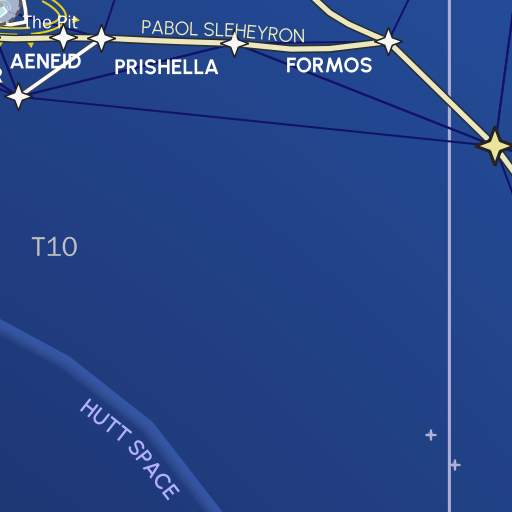 The Pit
PABOL SLEHEYRON
AENEID
PRISHELLA
FORMOS
R
T10
HUTT SPACE